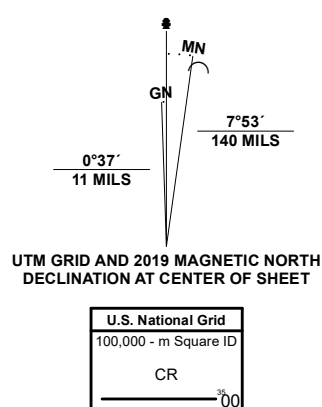 MN
GN
7°53´
140 MILS
0°37´
11 MILS
UTM GRID AND 2019 MAGNETIC NORTH
DECLINATION AT CENTER OF SHEET
U.S. National Grid
100,000 - m Square ID
CR
35 00